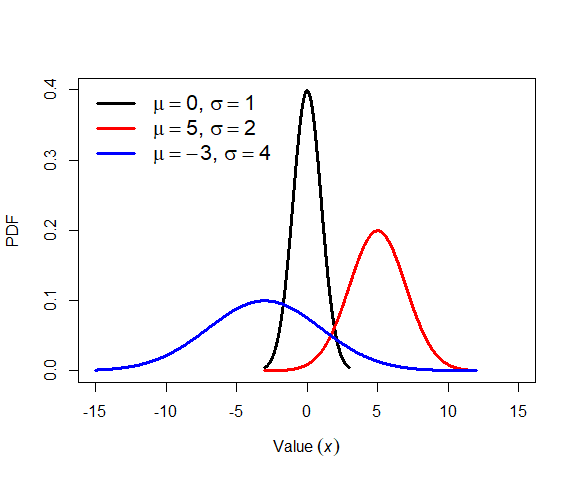 μ = 0, σ = 1
μ = 5, σ = 2
μ = −3, σ = 4
PDF
0.4
0.3
0.2
0.1
0.0
-15 -10 -5 0 5 10 15
Value (x)